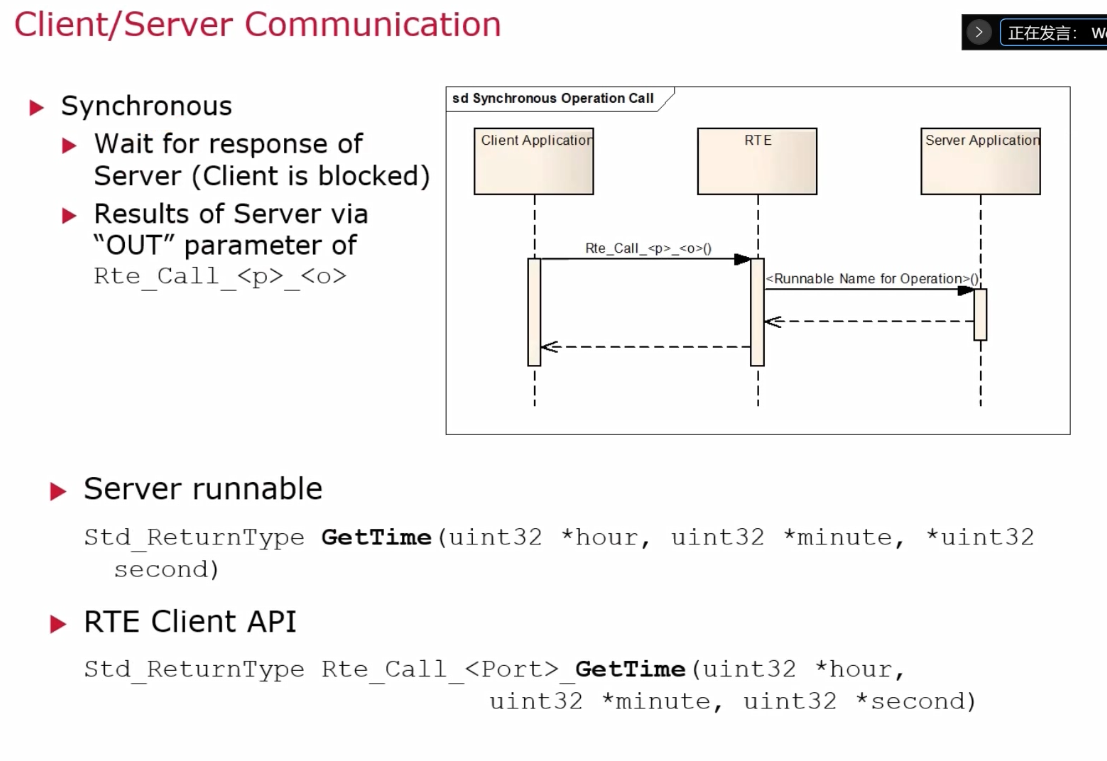 Client/Server Communication
正在发言：
Synchronous
Wait for response of
Server (Client is blocked)
Results of Server via
“OUT” parameter of
Rte_Call_<p>_<o>
sd Synchronous Operation Call
Client Application
RTE
Server Application
Rte_Call_<p>_<o>()
<Runnable Name for Operation>()
Server runnable
Std_ReturnType GetTime(uint32 *hour, uint32 *minute, *uint32
second)
RTE Client API
Std_ReturnType Rte_Call_<Port>_GetTime(uint32 *hour,
uint32 *minute, uint32 *second)